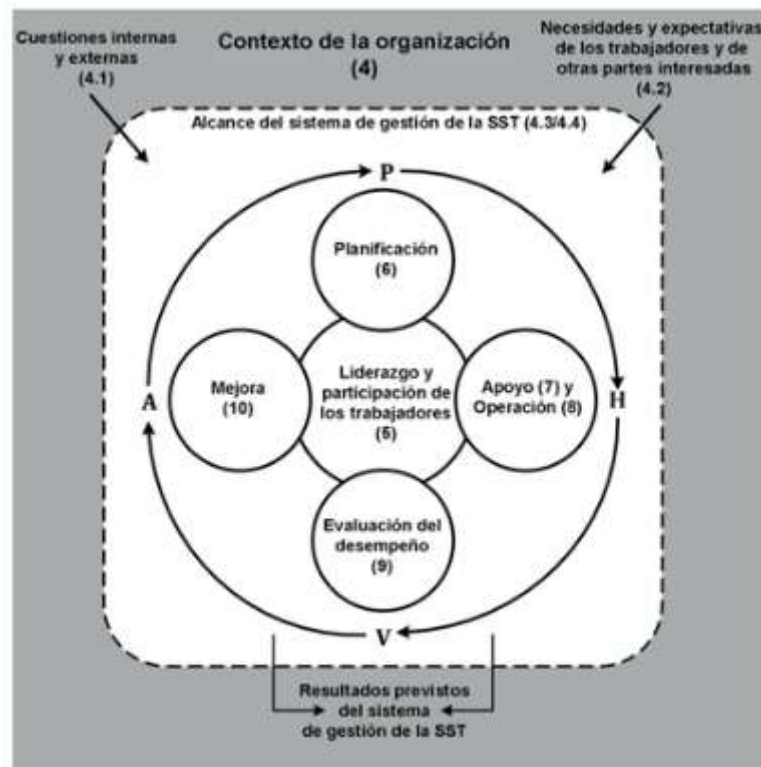 Cuestiones internas
y externas
(4.1)
Contexto de la organización
(4)
Necesidades y expectativas
de los trabajadores y de
otras partes interesadas
(4.2)
Alcance del sistema de gestión de la SST (4.3/4.4)
P
Planificación
(6)
A
Mejora
(10)
Liderazgo y
participación de
los trabajadores
(5)
Apoyo (7) y
Operación (8)
H
Evaluación del
desempeño
(9)
V
Resultados previstos
del sistema
de gestión de la SST